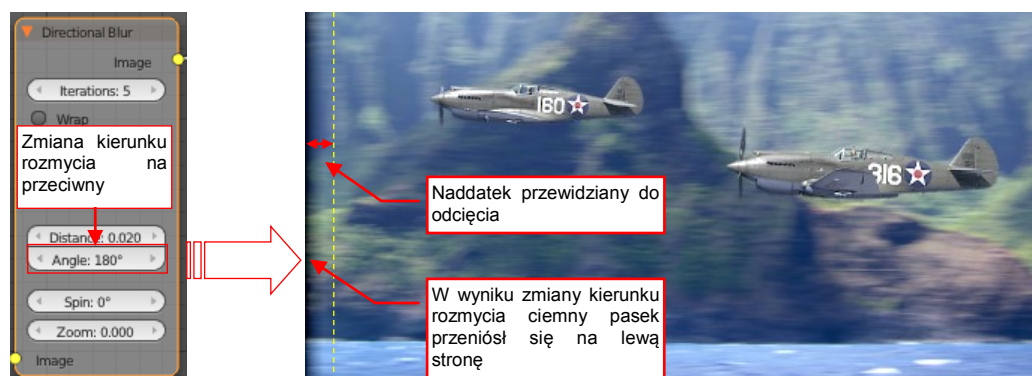 Directional Blur
Image
Iterations: 5
Wrap
Zmiana kierunku
rozmycia na
przeciwny
Distance: 0.020
Angle: 180°
Spin: 0°
Zoom: 0.000
Image
160
316
Naddatek przewidziany do
odcięcia
W wyniku zmiany kierunku
rozmycia ciemny pasek
przeniósł się na lewą
stronę